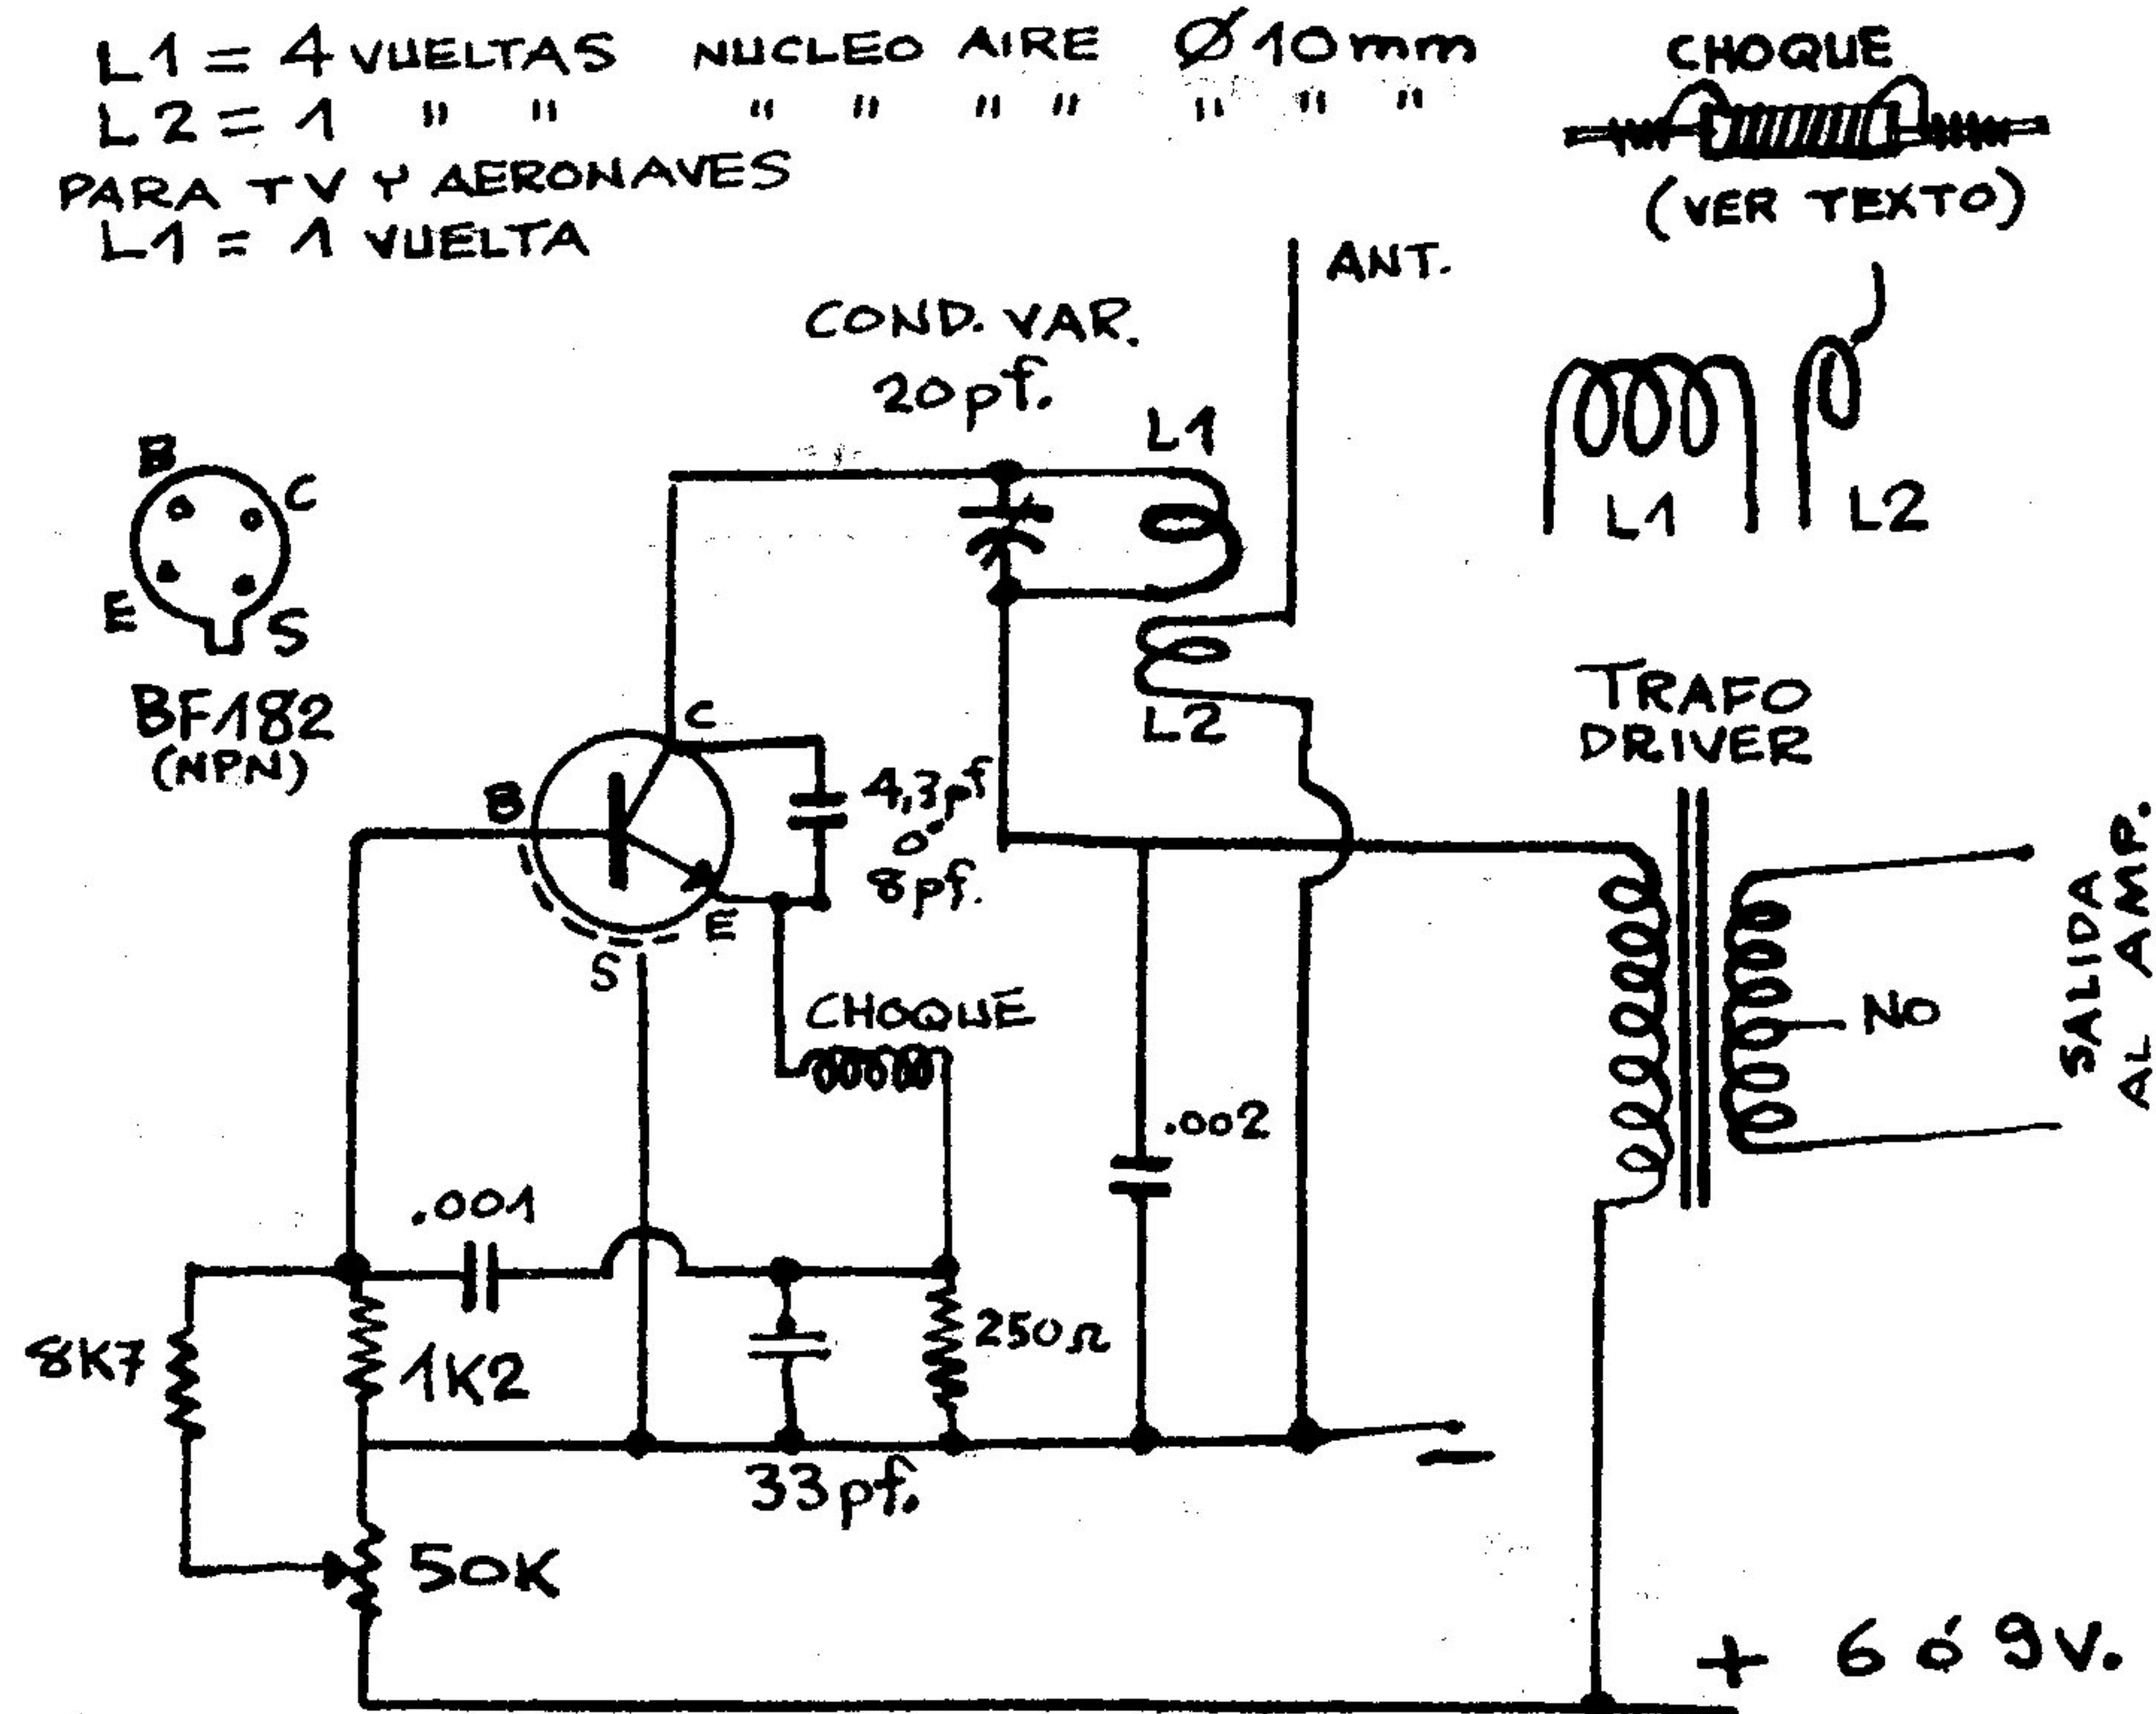 L1 = 4 VUELTAS NUCLEO AIRE Ø 10mm
L2 = 1 " " " " " " " " "
PARA TV Y AERONAVES
L1 = 1 VUELTA
CHOQUE
(VER TEXTO)
ANT.
COND. VAR.
20pf.
L1
L1
L2
B
C
E
S
BF182
(NPN)
L2
TRAFO
DRIVER
C
B
E
S
4,3pf
ó
8pf.
CHOQUE
NO
SALIDA
AL AMP.
.002
.001
8K7
1K2
250Ω
33pf.
-
50K
+ 6 ó 9V.